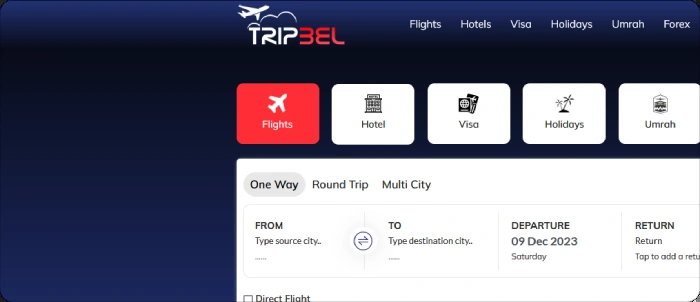 TRIPBEL
Flights Hotels Visa Holidays Umrah Forex
Flights Hotel Visa Holidays Umrah
One Way Round Trip Multi City
FROM TO DEPARTURE RETURN
Type source city.. Type destination city.. 09 Dec 2023 Return
...... ...... Saturday Tap to add a retu
Direct Flight